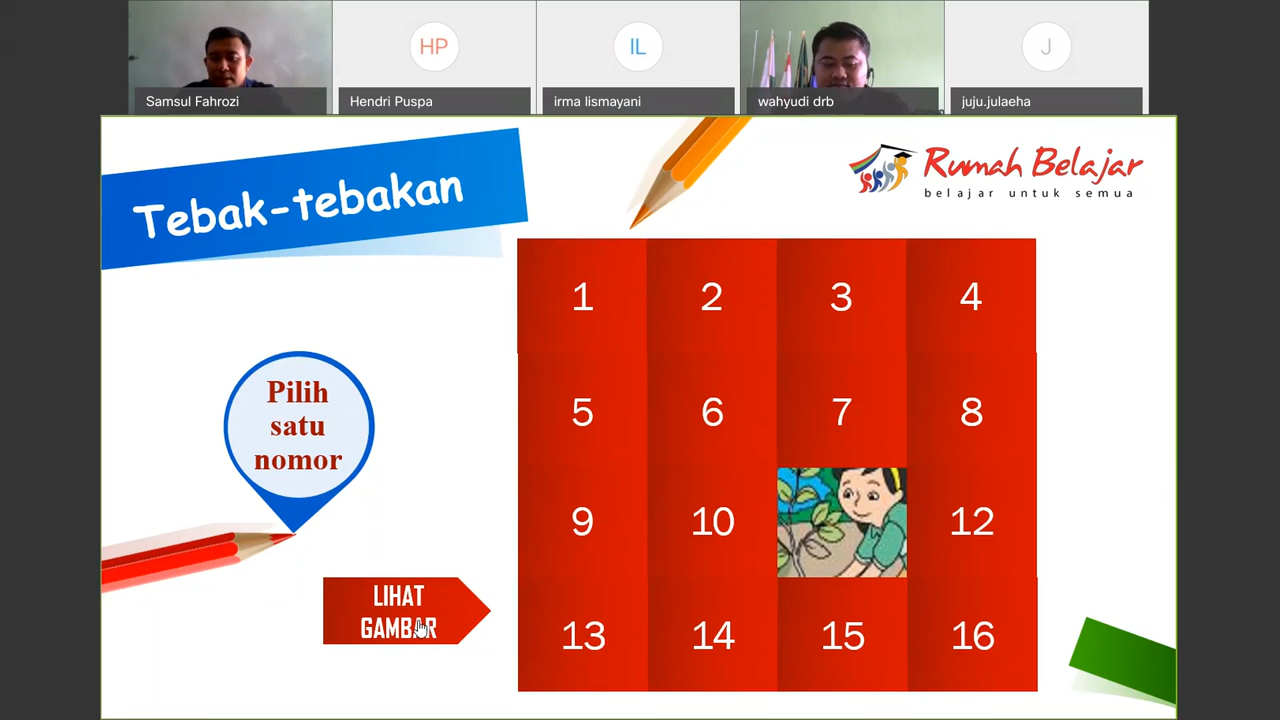 HP
IL
J
Samsul Fahrozi
Hendri Puspa
irma lismayani
wahyudi drb
juju.julaeha
Tebak-tebakan
Rumah Belajar
belajar untuk semua
1 2 3 4
5 6 7 8
9 10 12
13 14 15 16
Pilih
satu
nomor
LIHAT
GAMBAR